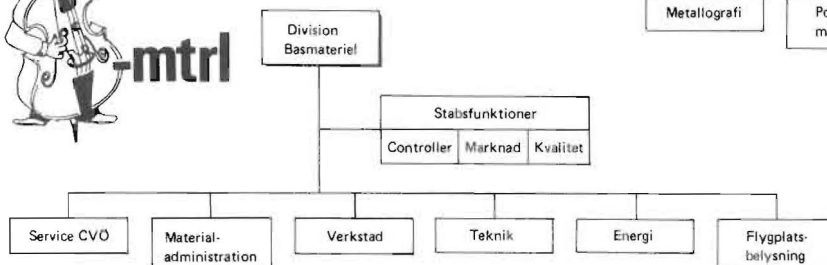 -mtrl
Division
Basmateriel
Metallografi
Stabsfunktioner
Controller Marknad Kvalitet
Service CVÖ
Material-
administration
Verkstad
Teknik
Energi
Flygplats-
belysning